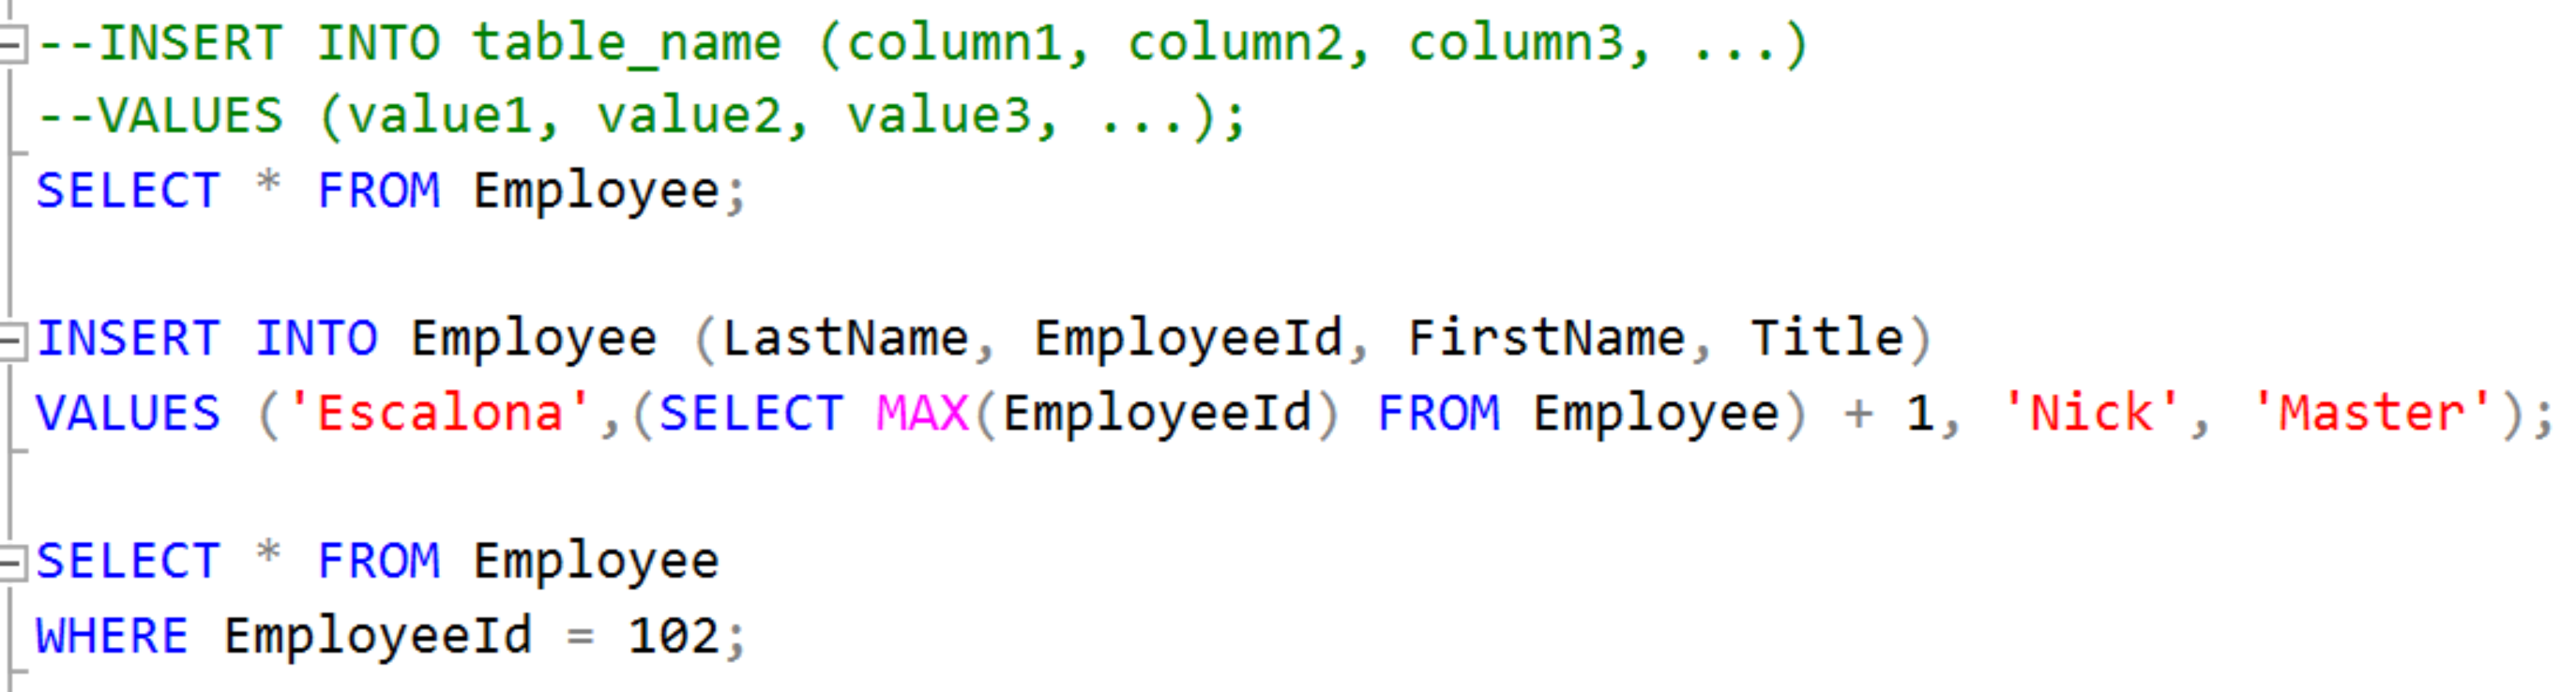 --INSERT INTO table_name (column1, column2, column3, ...)
--VALUES (value1, value2, value3, ...);
SELECT * FROM Employee;
INSERT INTO Employee (LastName, EmployeeId, FirstName, Title)
VALUES ('Escalona',(SELECT MAX(EmployeeId) FROM Employee) + 1, 'Nick', 'Master');
SELECT * FROM Employee
WHERE EmployeeId = 102;